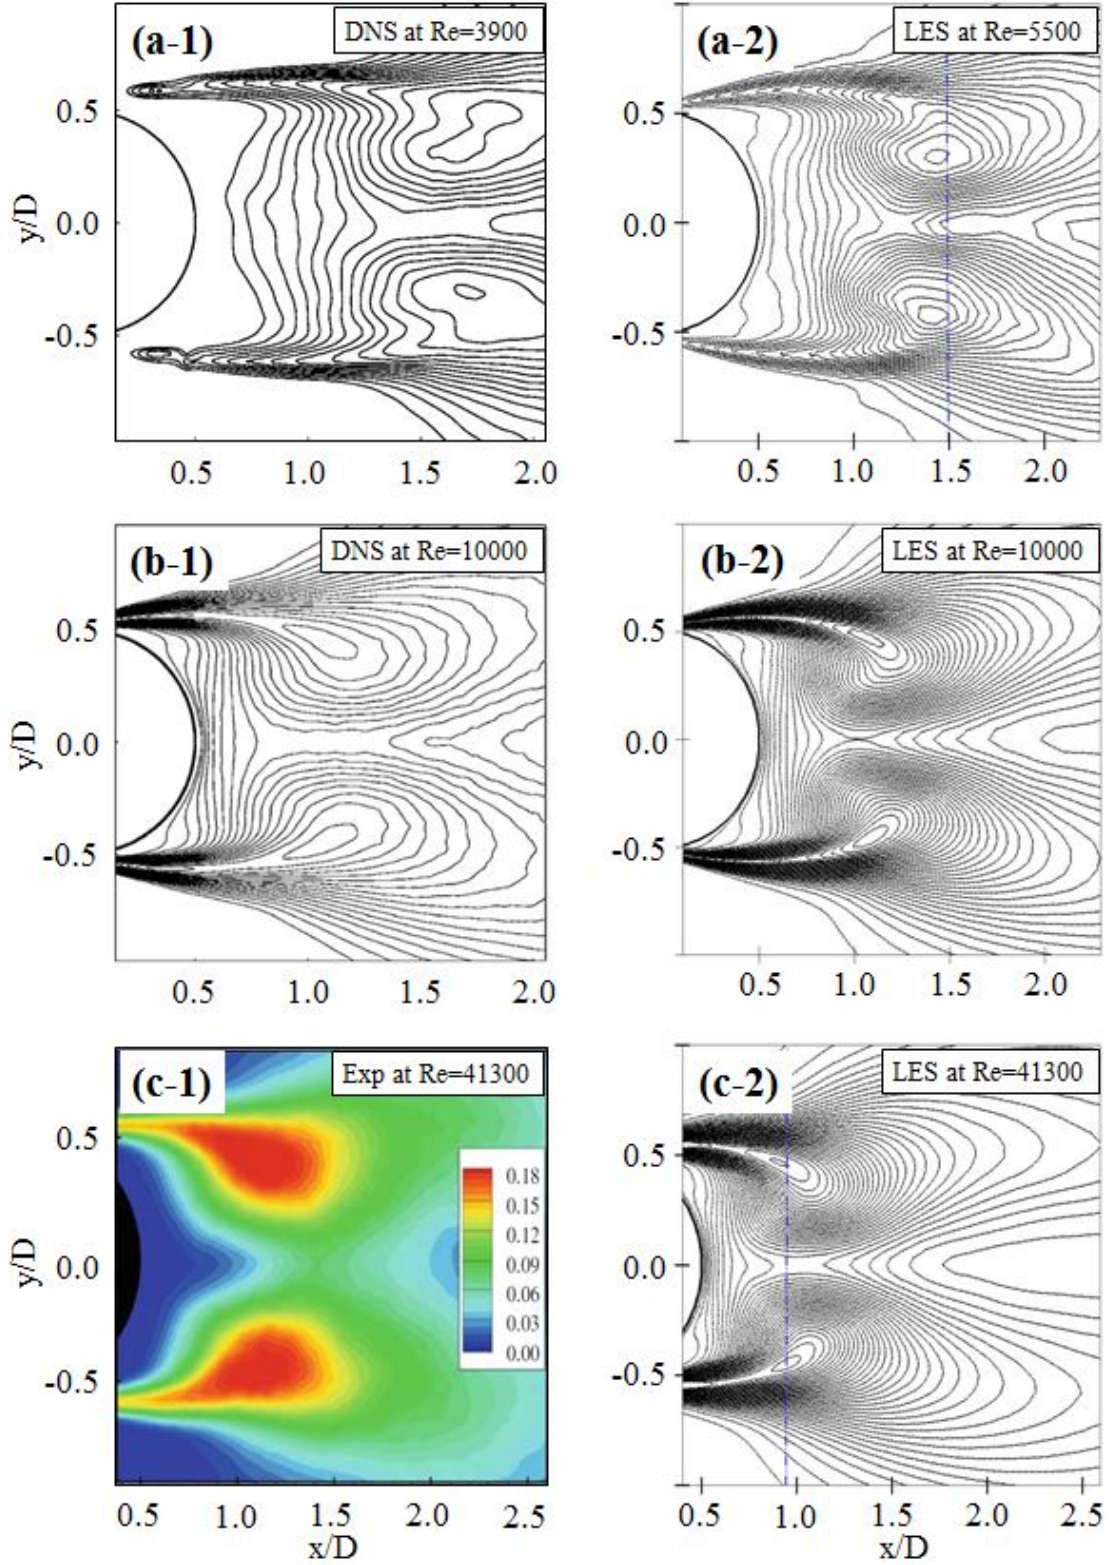 (a-1) DNS at Re=3900
y/D
0.5
0.0
-0.5
0.5 1.0 1.5 2.0
(a-2) LES at Re=5500
0.5
0.0
-0.5
0.5 1.0 1.5 2.0
(b-1) DNS at Re=10000
y/D
0.5
0.0
-0.5
0.5 1.0 1.5 2.0
(b-2) LES at Re=10000
0.5
0.0
-0.5
0.5 1.0 1.5 2.0
(c-1) Exp at Re=41300
y/D
0.5
0.0
-0.5
0.18
0.15
0.12
0.09
0.06
0.03
0.00
0.5 1.0 1.5 2.0 2.5
x/D
(c-2) LES at Re=41300
0.5
0.0
-0.5
0.5 1.0 1.5 2.0 2.5
x/D